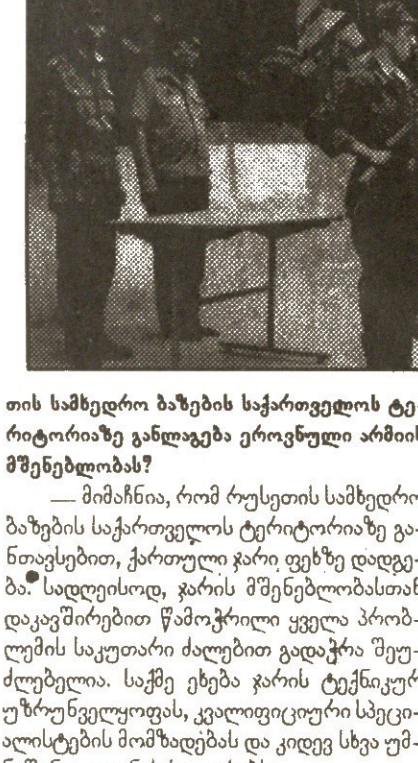 თის სამხედრო ბაზების საქართველოს ტე-
რიტორიაზე განლაგება ეროვნული არმიის
მშენებლობას?
— მიმაჩნია, რომ რუსეთის სამხედრო
ბაზების საქართველოს ტერიტორიაზე გა-
ნთავსებით, ქართული ჯარი ფეხზე დადგე-
ბა. სადღეისოდ, ჯარის მშენებლობასთან
დაკავშირებით წამოჭრილი ყველა პრობ-
ლემის საკუთარი ძალებით გადაჭრა შეუ-
ძლებელია. საქმე ეხება ჯარის ტექნიკურ
უზრუნველყოფას, კვალიფიციური სპეცი-
ალისტების მომზადებას და კიდევ სხვა უმ-